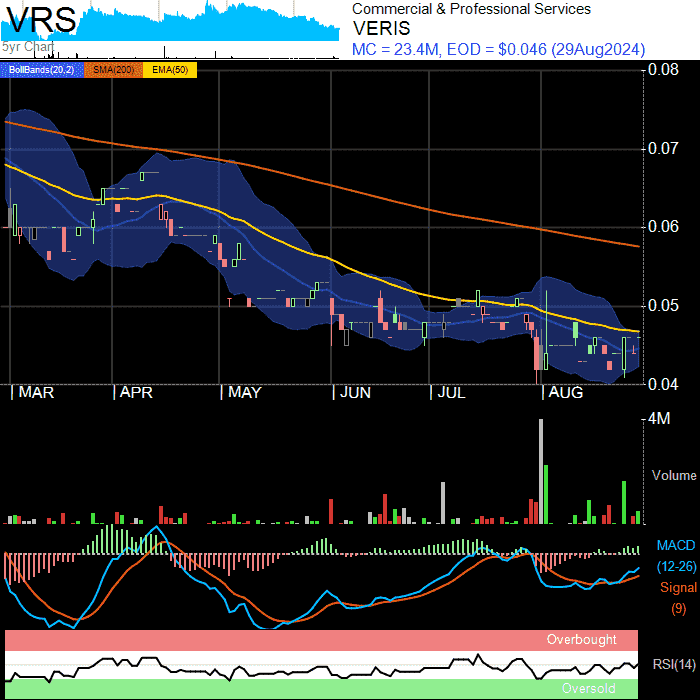 VRS
5yr Chart
Commercial & Professional Services
VERIS
MC = 23.4M, EOD = $0.046 (29Aug2024)
BollBands(20,2) SMA(200) EMA(50)
0.08
0.07
0.06
0.05
0.04
MAR APR MAY JUN JUL AUG
4M
Volume
MACD
(12-26)
Signal
(9)
Overbought
RSI(14)
Oversold